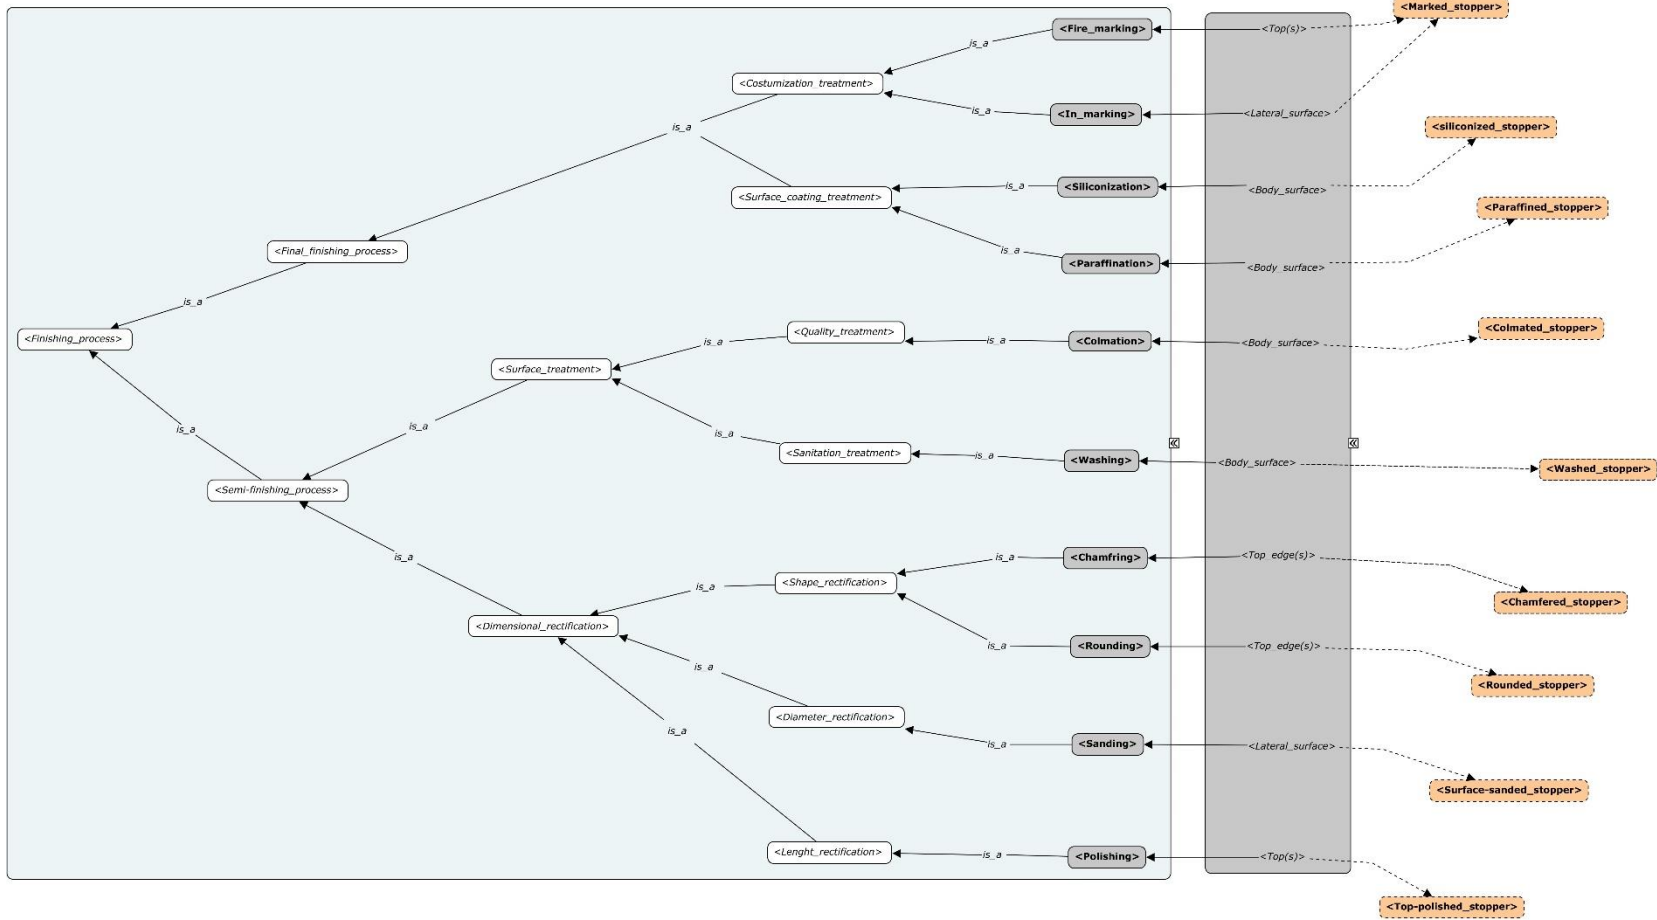 <Marked_stopper>
<Fire_marking>
<Top(s)>
is_a
<Costumization_treatment>
is_a
<In_marking>
<Lateral_surface>
is_a
<siliconized_stopper>
is_a
<Siliconization>
<Body_surface>
<Surface_coating_treatment>
<Paraffined_stopper>
<Final_finishing_process>
is_a
<Paraffination>
<Body_surface>
is_a
<Finishing_process>
<Quality_treatment>
is_a
is_a
<Colmation>
<Body_surface>
<Colmated_stopper>
<Surface_treatment>
is_a
is_a
is_a
<Sanitation_treatment>
is_a
<Washing>
<Body_surface>
<Washed_stopper>
<Semi-finishing_process>
is_a
is_a
<Chamfring>
<Top_edge(s)>
is_a
<Shape_rectification>
<Chamfered_stopper>
<Dimensional_rectification>
is_a
<Rounding>
<Top_edge(s)>
is_a
<Rounded_stopper>
<Diameter_rectification>
is_a
is_a
<Sanding>
<Lateral_surface>
<Surface-sanded_stopper>
<Lenght_rectification>
is_a
<Polishing>
<Top(s)>
<Top-polished_stopper>